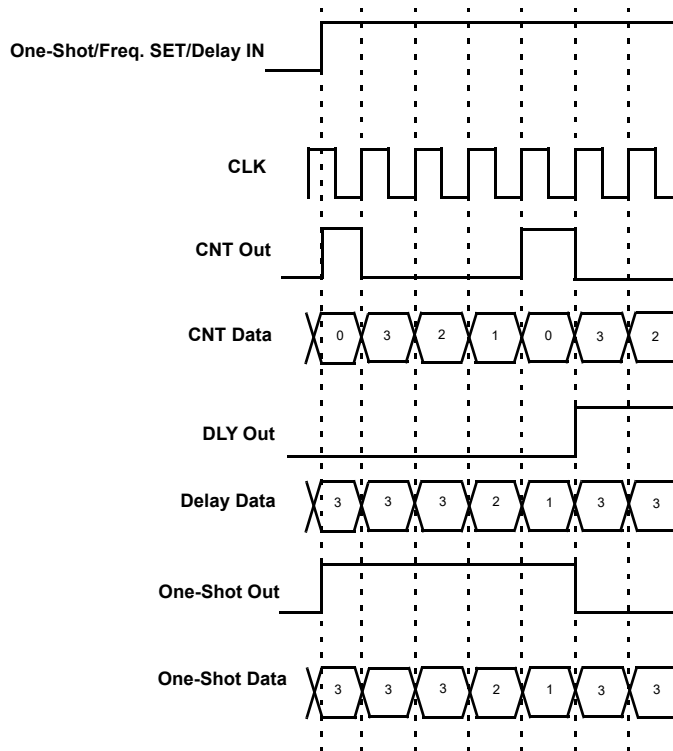 One-Shot/Freq. SET/Delay IN
CLK
CNT Out
CNT Data
0 3 2 1 0 3 2
DLY Out
Delay Data
3 3 3 2 1 3 3
One-Shot Out
One-Shot Data
3 3 3 2 1 3 3